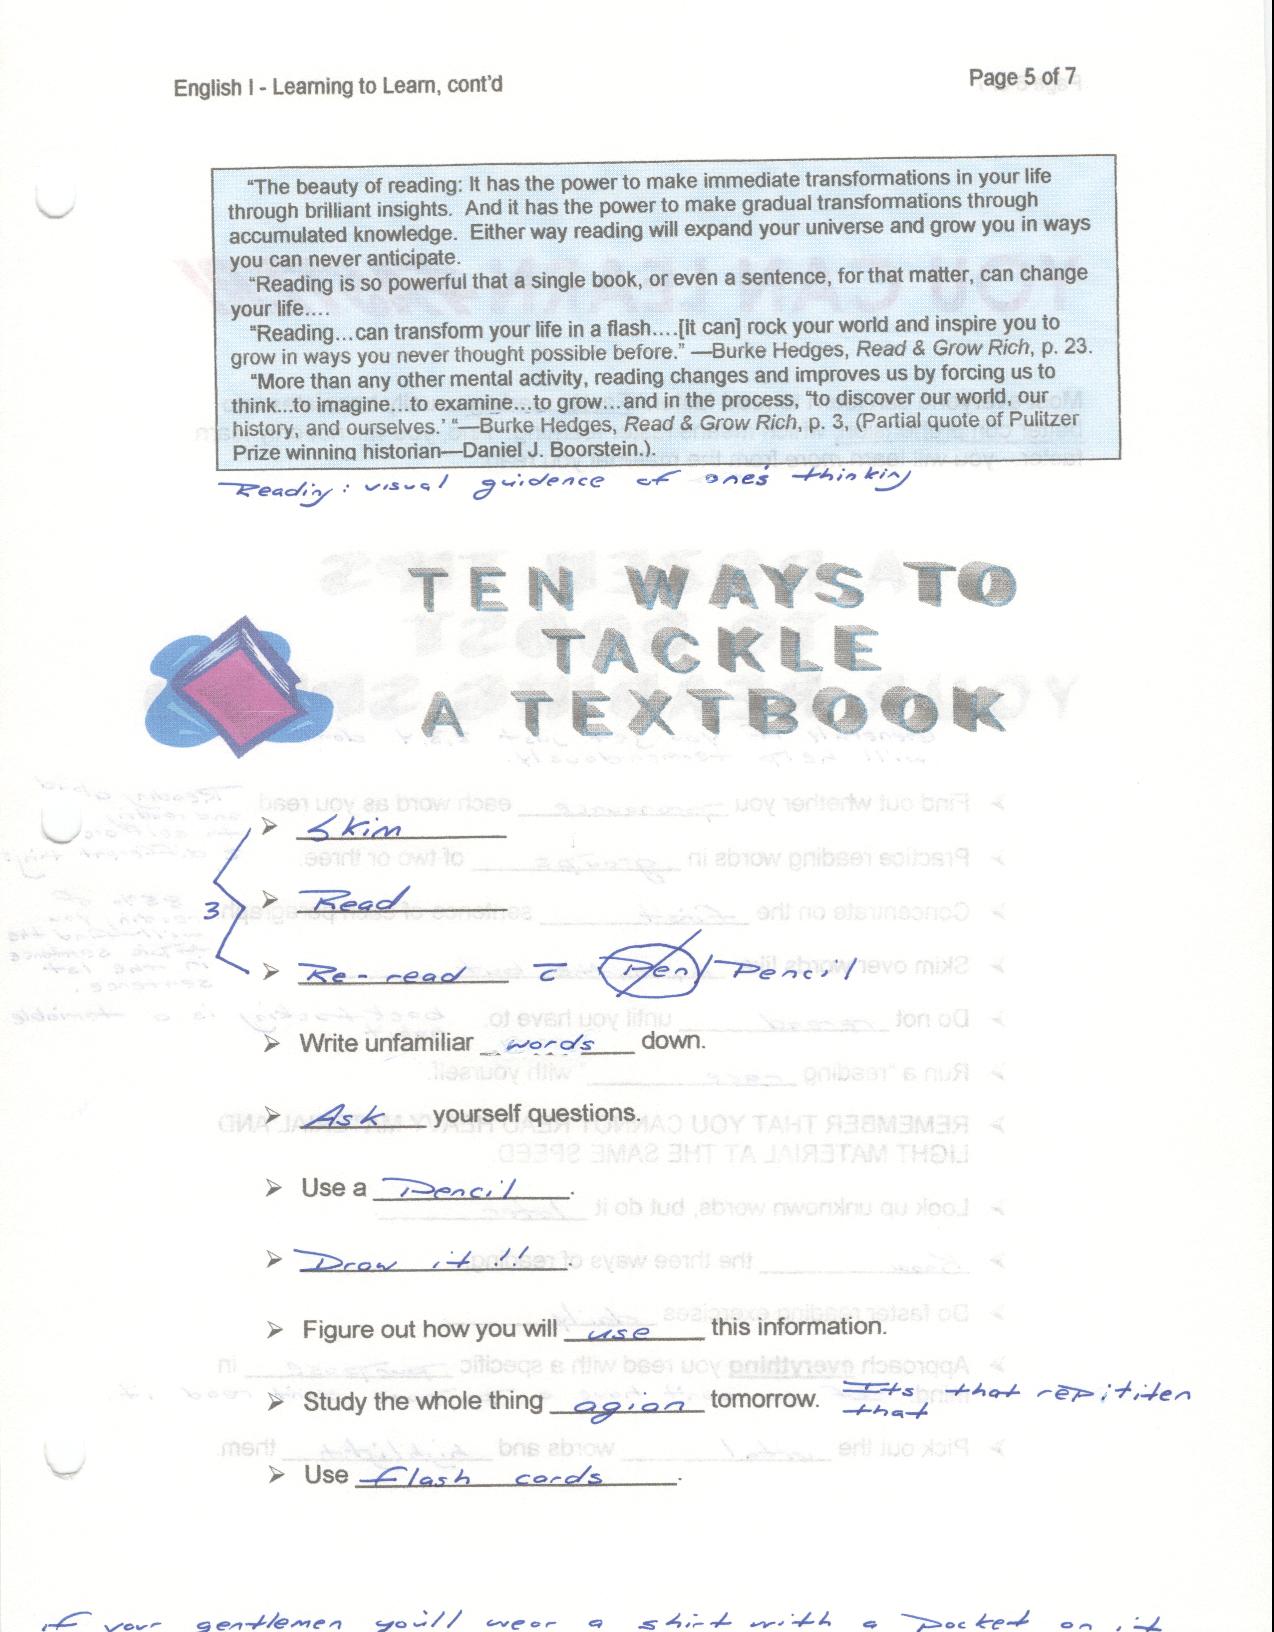 English I - Learning to Learn, cont'd
Page 5 of 7
"The beauty of reading: It has the power to make immediate transformations in your life
through brilliant insights. And it has the power to make gradual transformations through
accumulated knowledge. Either way reading will expand your universe and grow you in ways
you can never anticipate.
"Reading is so powerful that a single book, or even a sentence, for that matter, can change
your life....
"Reading...can transform your life in a flash....[it can] rock your world and inspire you to
grow in ways you never thought possible before." —Burke Hedges, Read & Grow Rich, p. 23.
"More than any other mental activity, reading changes and improves us by forcing us to
think...to imagine...to examine...to grow...and in the process, "to discover our world, our
history, and ourselves.' "—Burke Hedges, Read & Grow Rich, p. 3, (Partial quote of Pulitzer
Prize winning historian—Daniel J. Boorstein.).
Reading: visual guidence of one's thinking
TEN WAYS TO
TACKLE
A TEXTBOOK
➢ Skim
3 ➢ Read
➢ Re-read c̄ Pen/Pencil
➢ Write unfamiliar words down.
➢ Ask yourself questions.
➢ Use a Pencil.
➢ Draw it!!.
➢ Figure out how you will use this information.
➢ Study the whole thing agian tomorrow. Its that repititen
that
➢ Use flash cards.
if your gentlemen you'll wear a shirt with a pocket on it